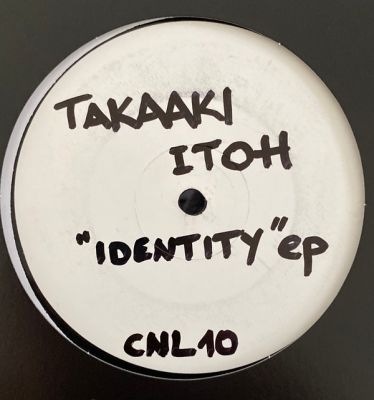 TAKAAKI
ITOH
"IDENTITY" ep
CNL10